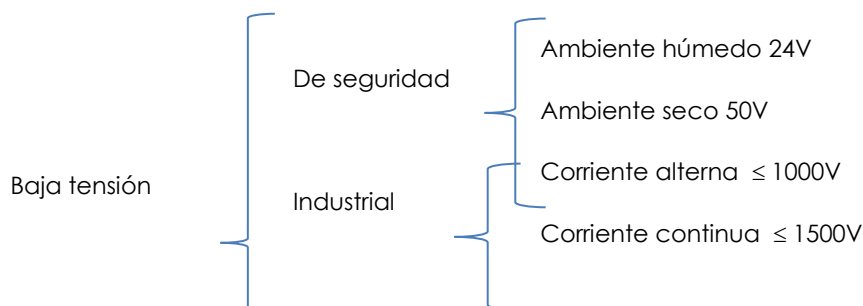 Ambiente húmedo 24V
De seguridad
Ambiente seco 50V
Baja tensión
Corriente alterna ≤ 1000V
Industrial
Corriente continua ≤ 1500V